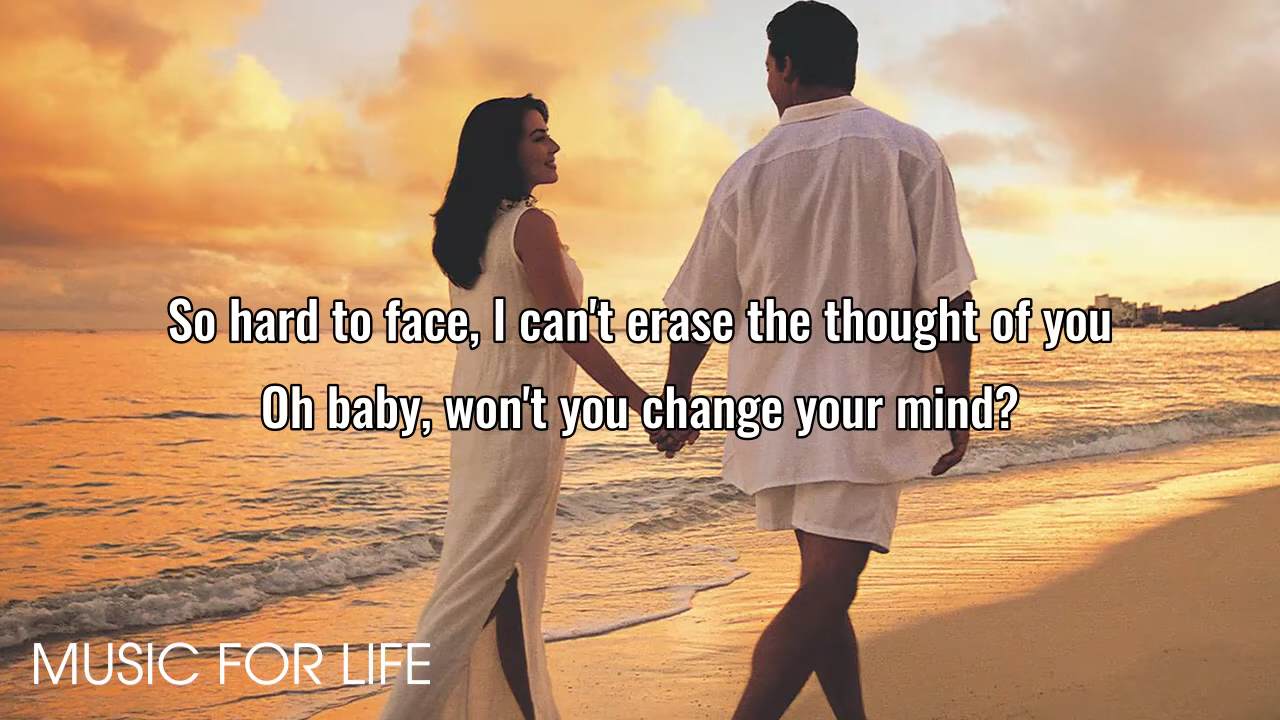 So hard to face, I can't erase the thought of you
Oh baby, won't you change your mind?
MUSIC FOR LIFE